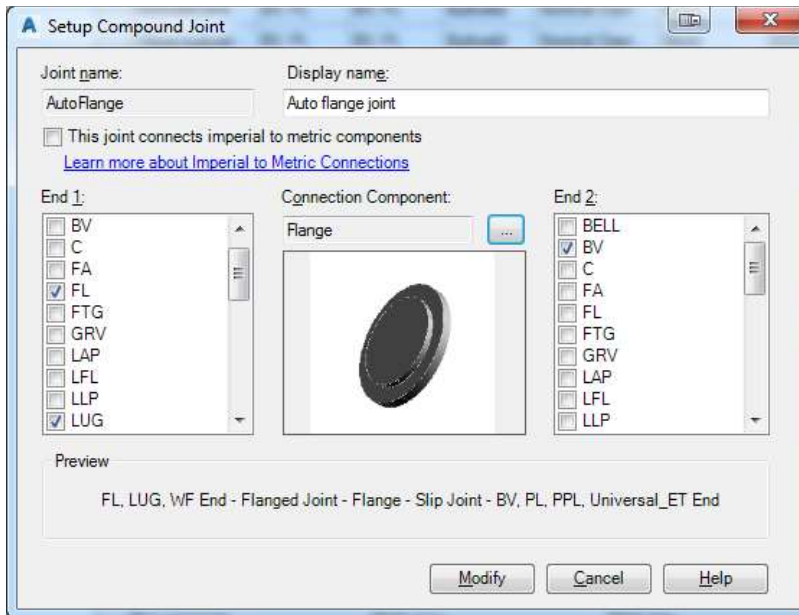 A Setup Compound Joint
Joint name: Display name:
AutoFlange Auto flange joint
This joint connects imperial to metric components
Learn more about Imperial to Metric Connections
End 1: Connection Component: End 2:
BV
C
FA
FL
FTG
GRV
LAP
LFL
LLP
LUG
Flange ...
BELL
BV
C
FA
FL
FTG
GRV
LAP
LFL
LLP
Preview
FL, LUG, WF End - Flanged Joint - Flange - Slip Joint - BV, PL, PPL, Universal_ET End
Modify Cancel Help